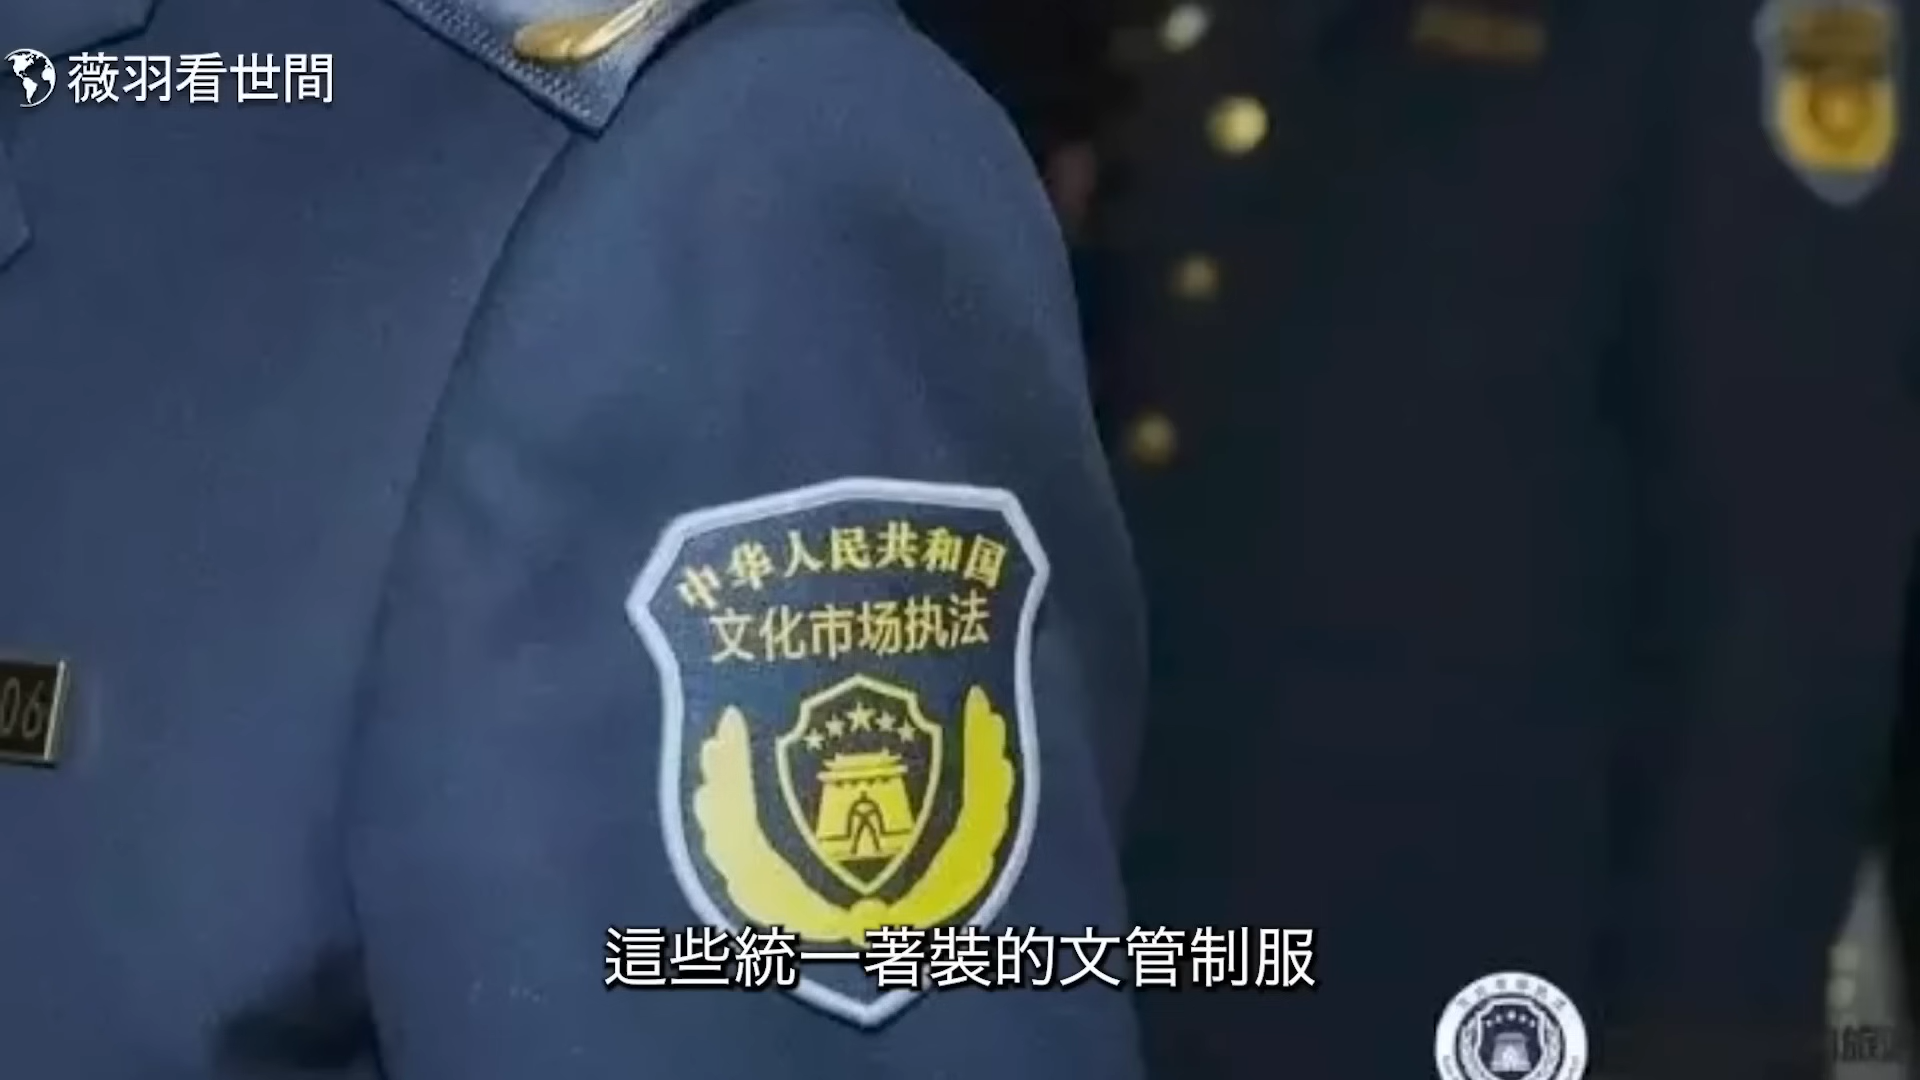 薇羽看世間
中华人民共和国
文化市场执法
06
這些統一著裝的文管制服